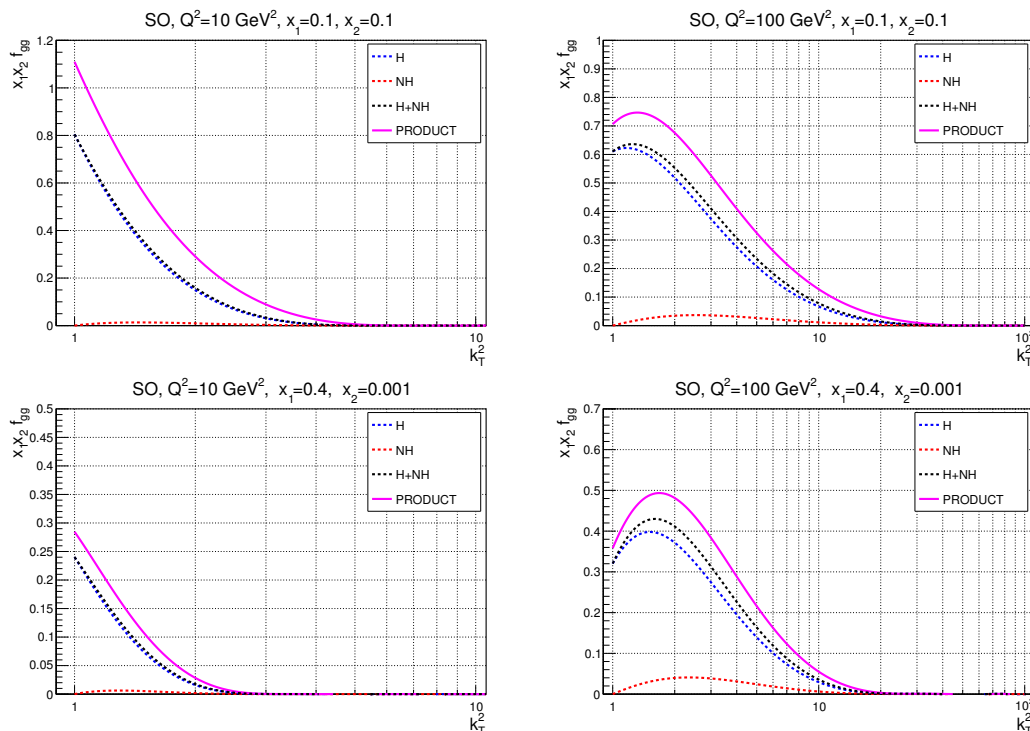 SO, Q²=10 GeV², x₁=0.1, x₂=0.1
x₁x₂ f_gg
1.2
1
0.8
0.6
0.4
0.2
0
1
10
k_T²
H
NH
H+NH
PRODUCT
SO, Q²=100 GeV², x₁=0.1, x₂=0.1
x₁x₂ f_gg
1
0.9
0.8
0.7
0.6
0.5
0.4
0.3
0.2
0.1
0
1
10
10²
k_T²
H
NH
H+NH
PRODUCT
SO, Q²=10 GeV², x₁=0.4, x₂=0.001
x₁x₂ f_gg
0.5
0.45
0.4
0.35
0.3
0.25
0.2
0.15
0.1
0.05
0
1
10
k_T²
H
NH
H+NH
PRODUCT
SO, Q²=100 GeV², x₁=0.4, x₂=0.001
x₁x₂ f_gg
0.7
0.6
0.5
0.4
0.3
0.2
0.1
0
1
10
10²
k_T²
H
NH
H+NH
PRODUCT